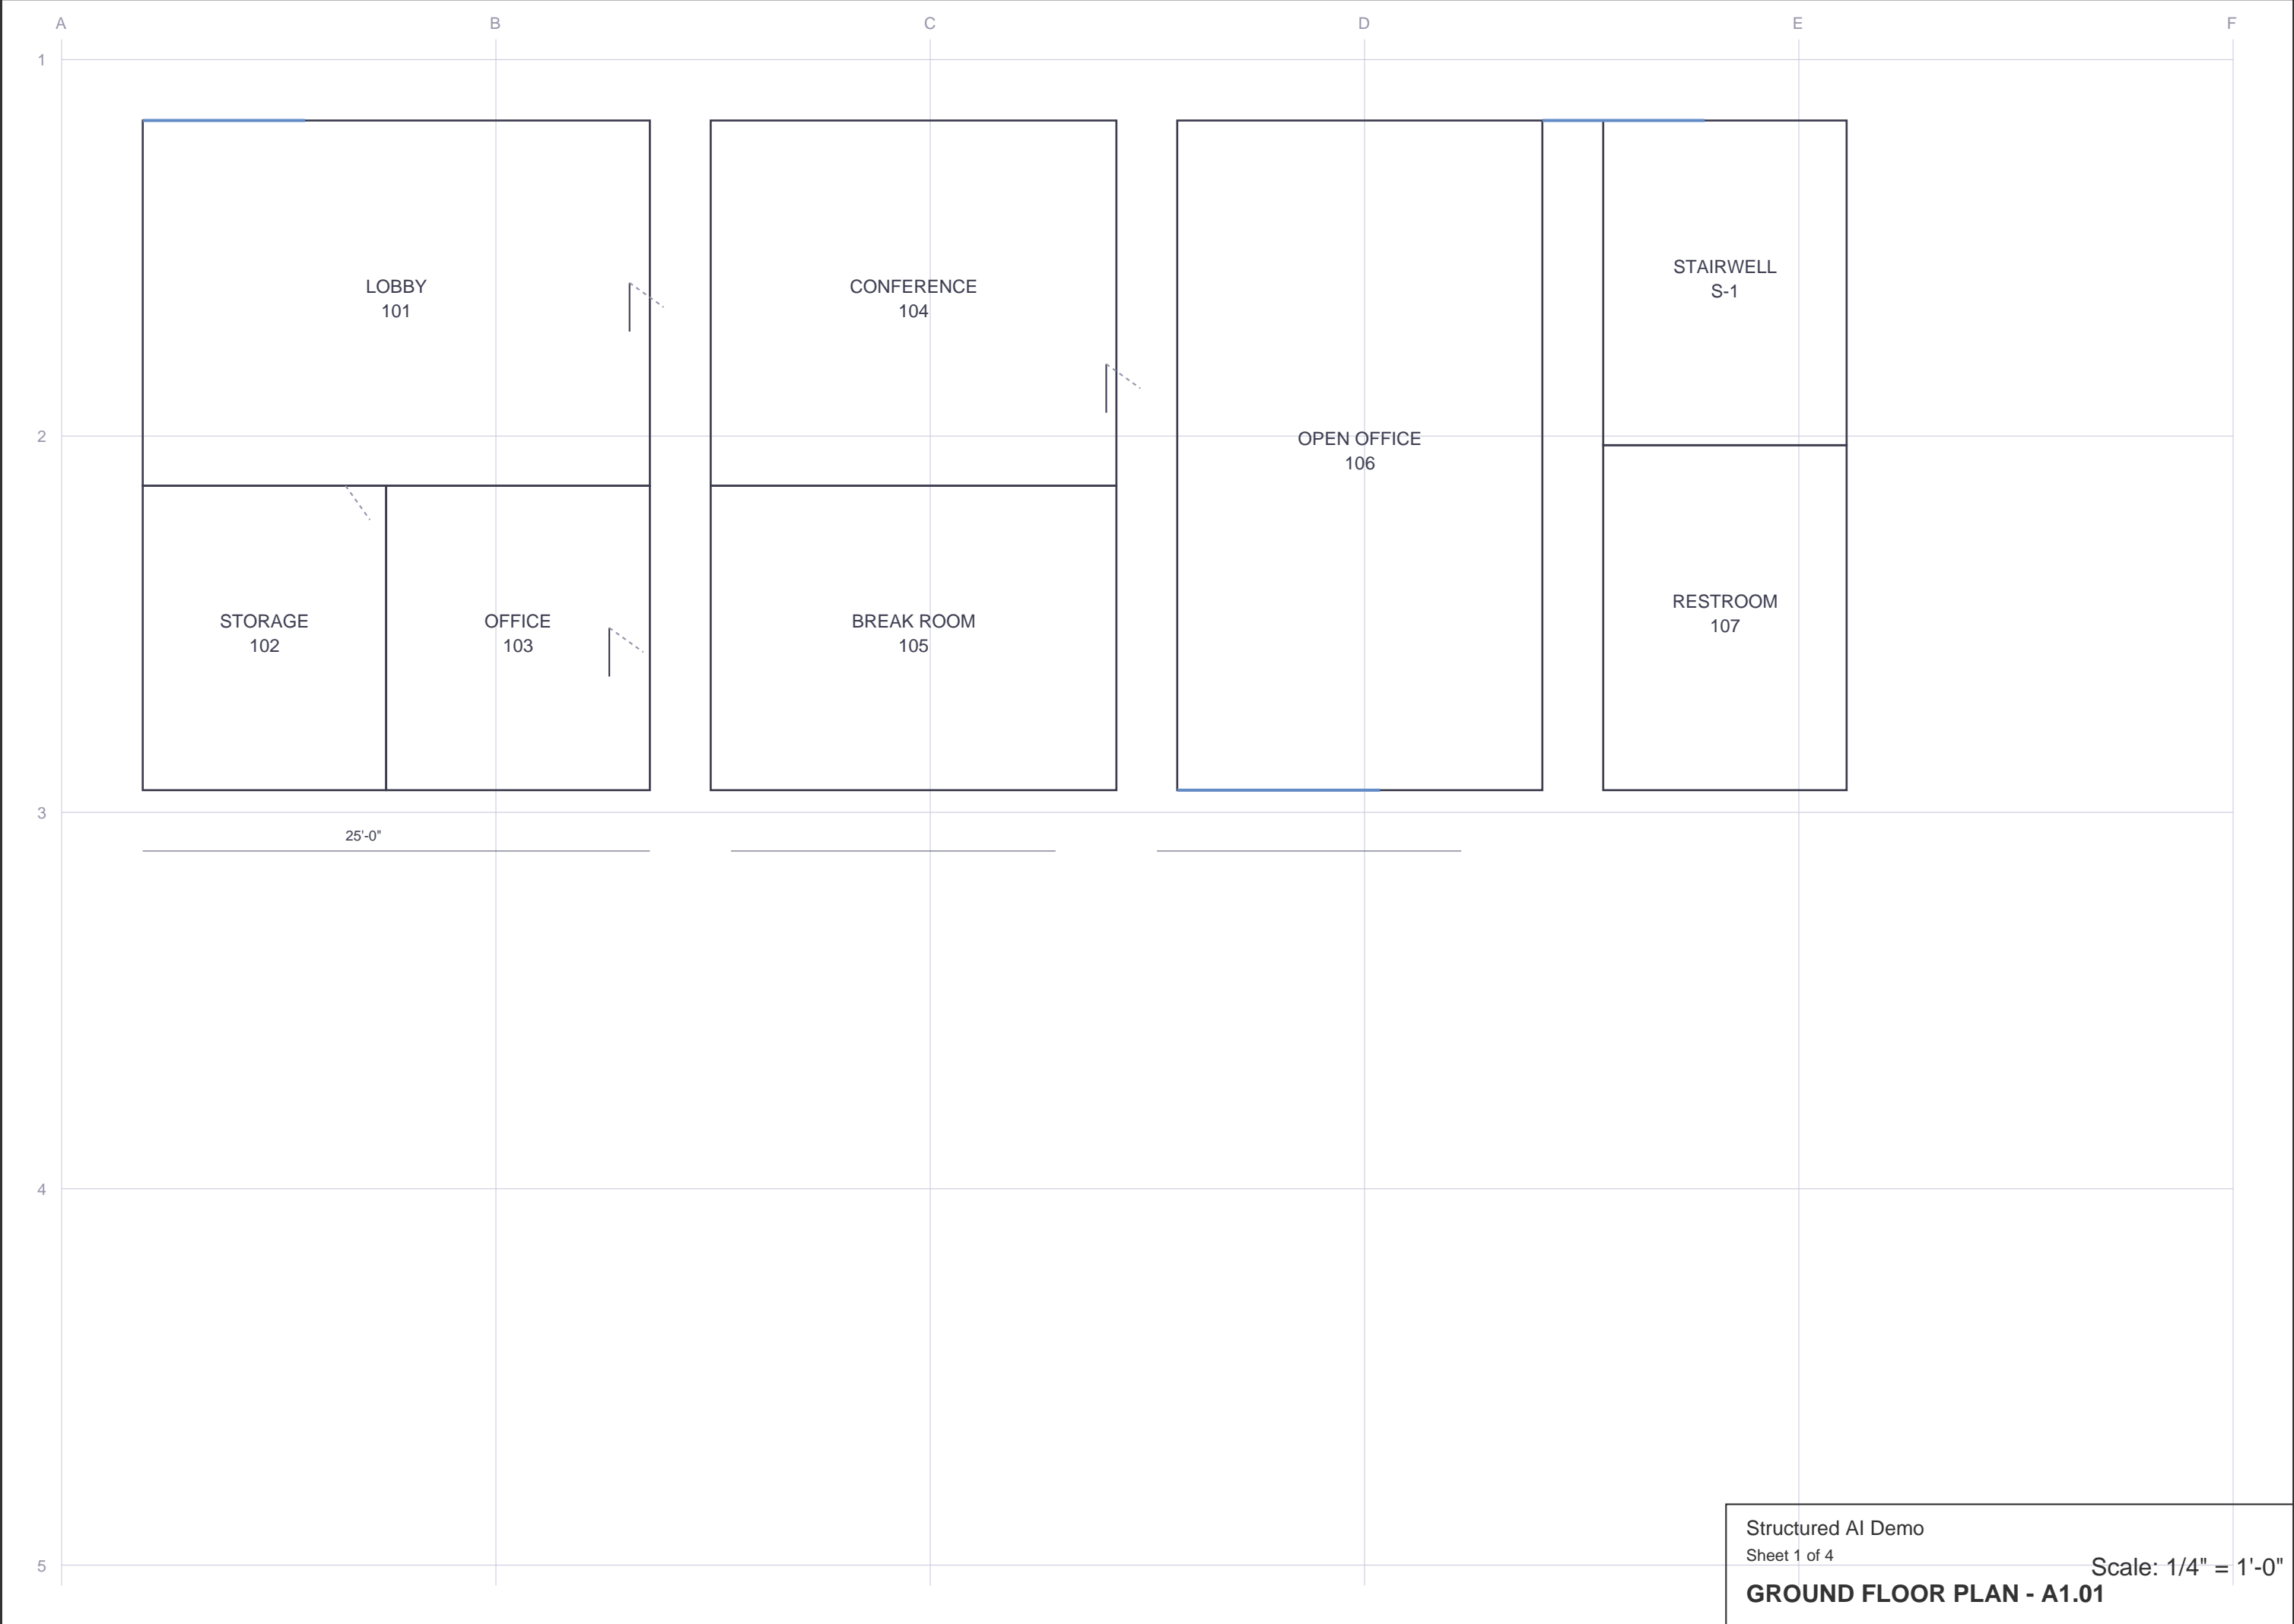 A B C D E F
1
STAIRWELL
S-1
LOBBY
101
CONFERENCE
104
2
OPEN OFFICE
106
RESTROOM
107
STORAGE
102
OFFICE
103
BREAK ROOM
105
3
25'-0"
4
5
Structured AI Demo
Sheet 1 of 4
Scale: 1/4" = 1'-0"
GROUND FLOOR PLAN - A1.01